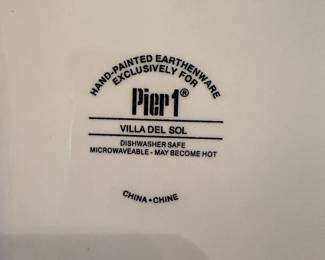 HAND-PAINTED EARTHENWARE
EXCLUSIVELY FOR
Pier 1®
VILLA DEL SOL
DISHWASHER SAFE
MICROWAVEABLE - MAY BECOME HOT
CHINA • CHINE